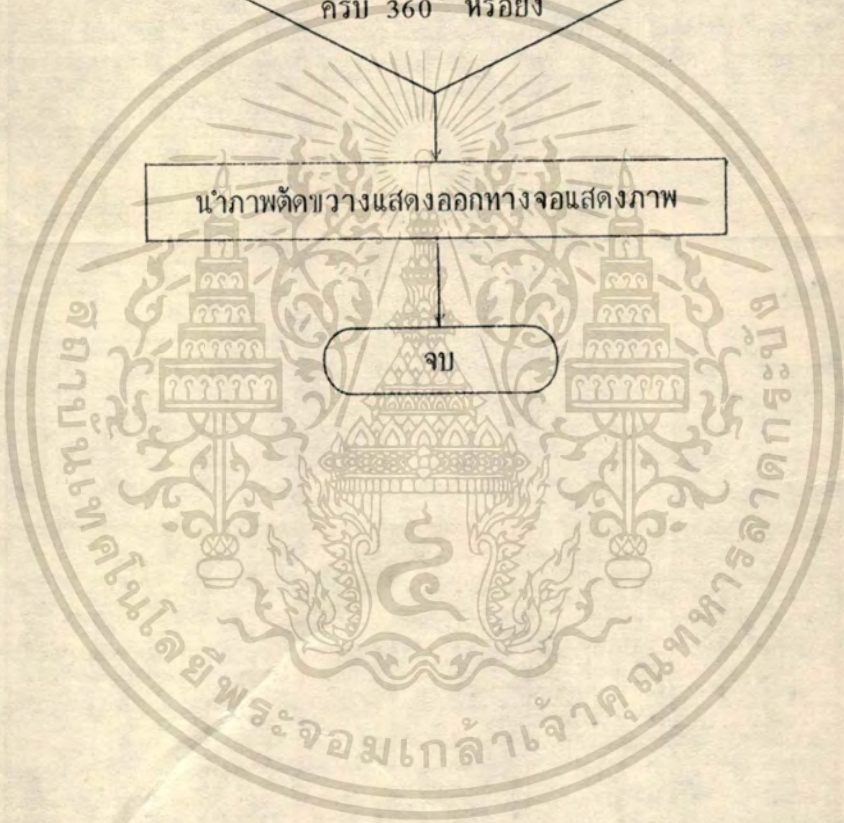 ครบ 360 หรือยัง
นำภาพตัดขวางแสดงออกทางจอแสดงภาพ
จบ
สถาบันเทคโนโลยีพระจอมเกล้าเจ้าคุณทหารลาดกระบัง